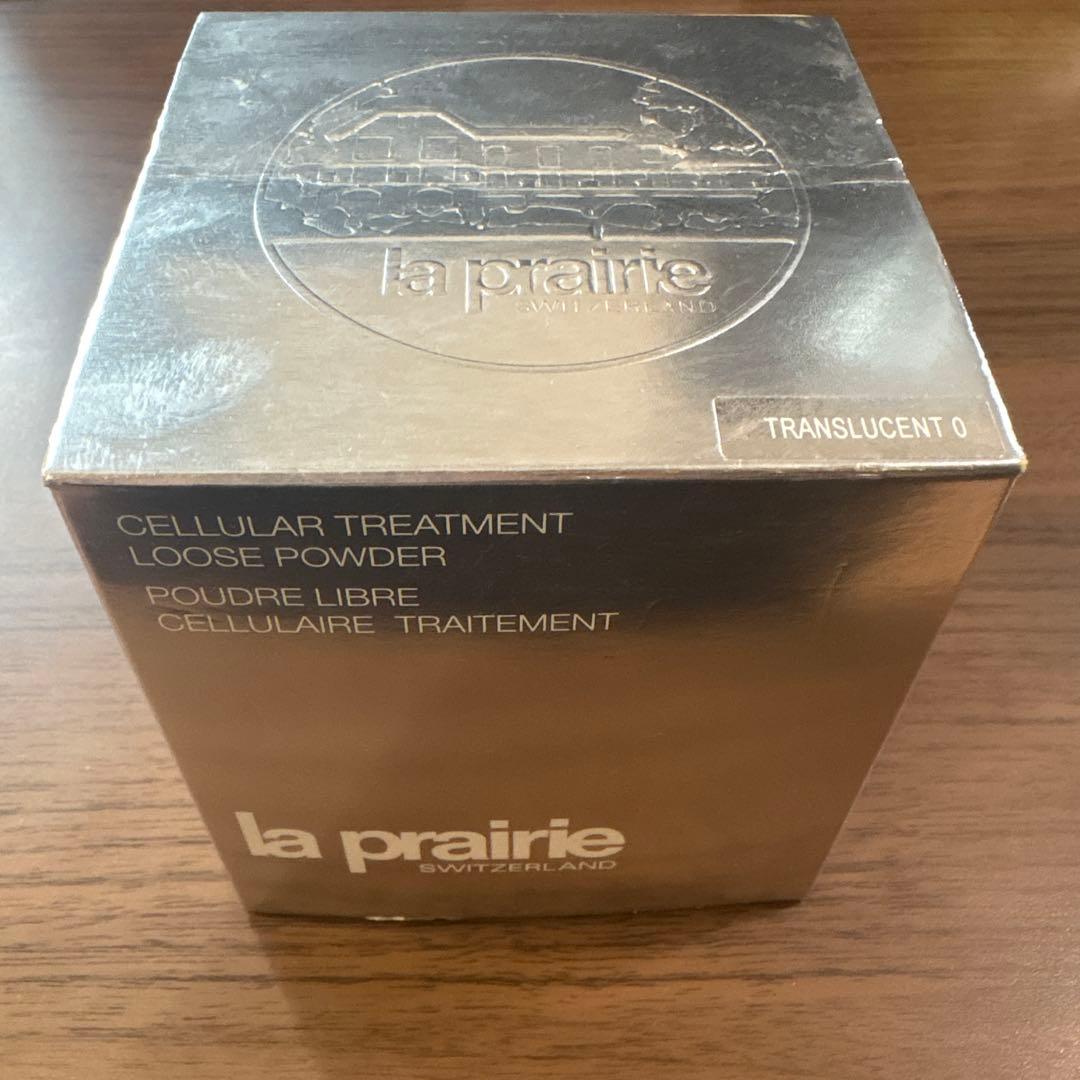 la prairie
SWITZERLAND
TRANSLUCENT 0
CELLULAR TREATMENT
LOOSE POWDER
POUDRE LIBRE
CELLULAIRE TRAITEMENT
la prairie
SWITZERLAND